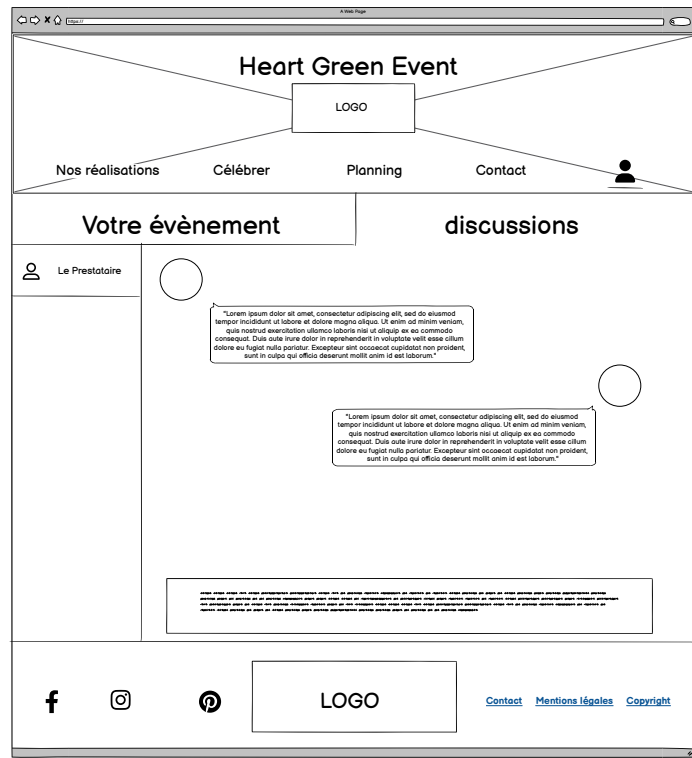 A Web Page
https://
Heart Green Event
LOGO
Nos réalisations Célébrer Planning Contact
Votre évènement discussions
Le Prestataire
"Lorem ipsum dolor sit amet, consectetur adipiscing elit, sed do eiusmod
tempor incididunt ut labore et dolore magna aliqua. Ut enim ad minim veniam,
quis nostrud exercitation ullamco laboris nisi ut aliquip ex ea commodo
consequat. Duis aute irure dolor in reprehenderit in voluptate velit esse cillum
dolore eu fugiat nulla pariatur. Excepteur sint occaecat cupidatat non proident,
sunt in culpa qui officia deserunt mollit anim id est laborum."
"Lorem ipsum dolor sit amet, consectetur adipiscing elit, sed do eiusmod
tempor incididunt ut labore et dolore magna aliqua. Ut enim ad minim veniam,
quis nostrud exercitation ullamco laboris nisi ut aliquip ex ea commodo
consequat. Duis aute irure dolor in reprehenderit in voluptate velit esse cillum
dolore eu fugiat nulla pariatur. Excepteur sint occaecat cupidatat non proident,
sunt in culpa qui officia deserunt mollit anim id est laborum."
LOGO
Contact Mentions légales Copyright